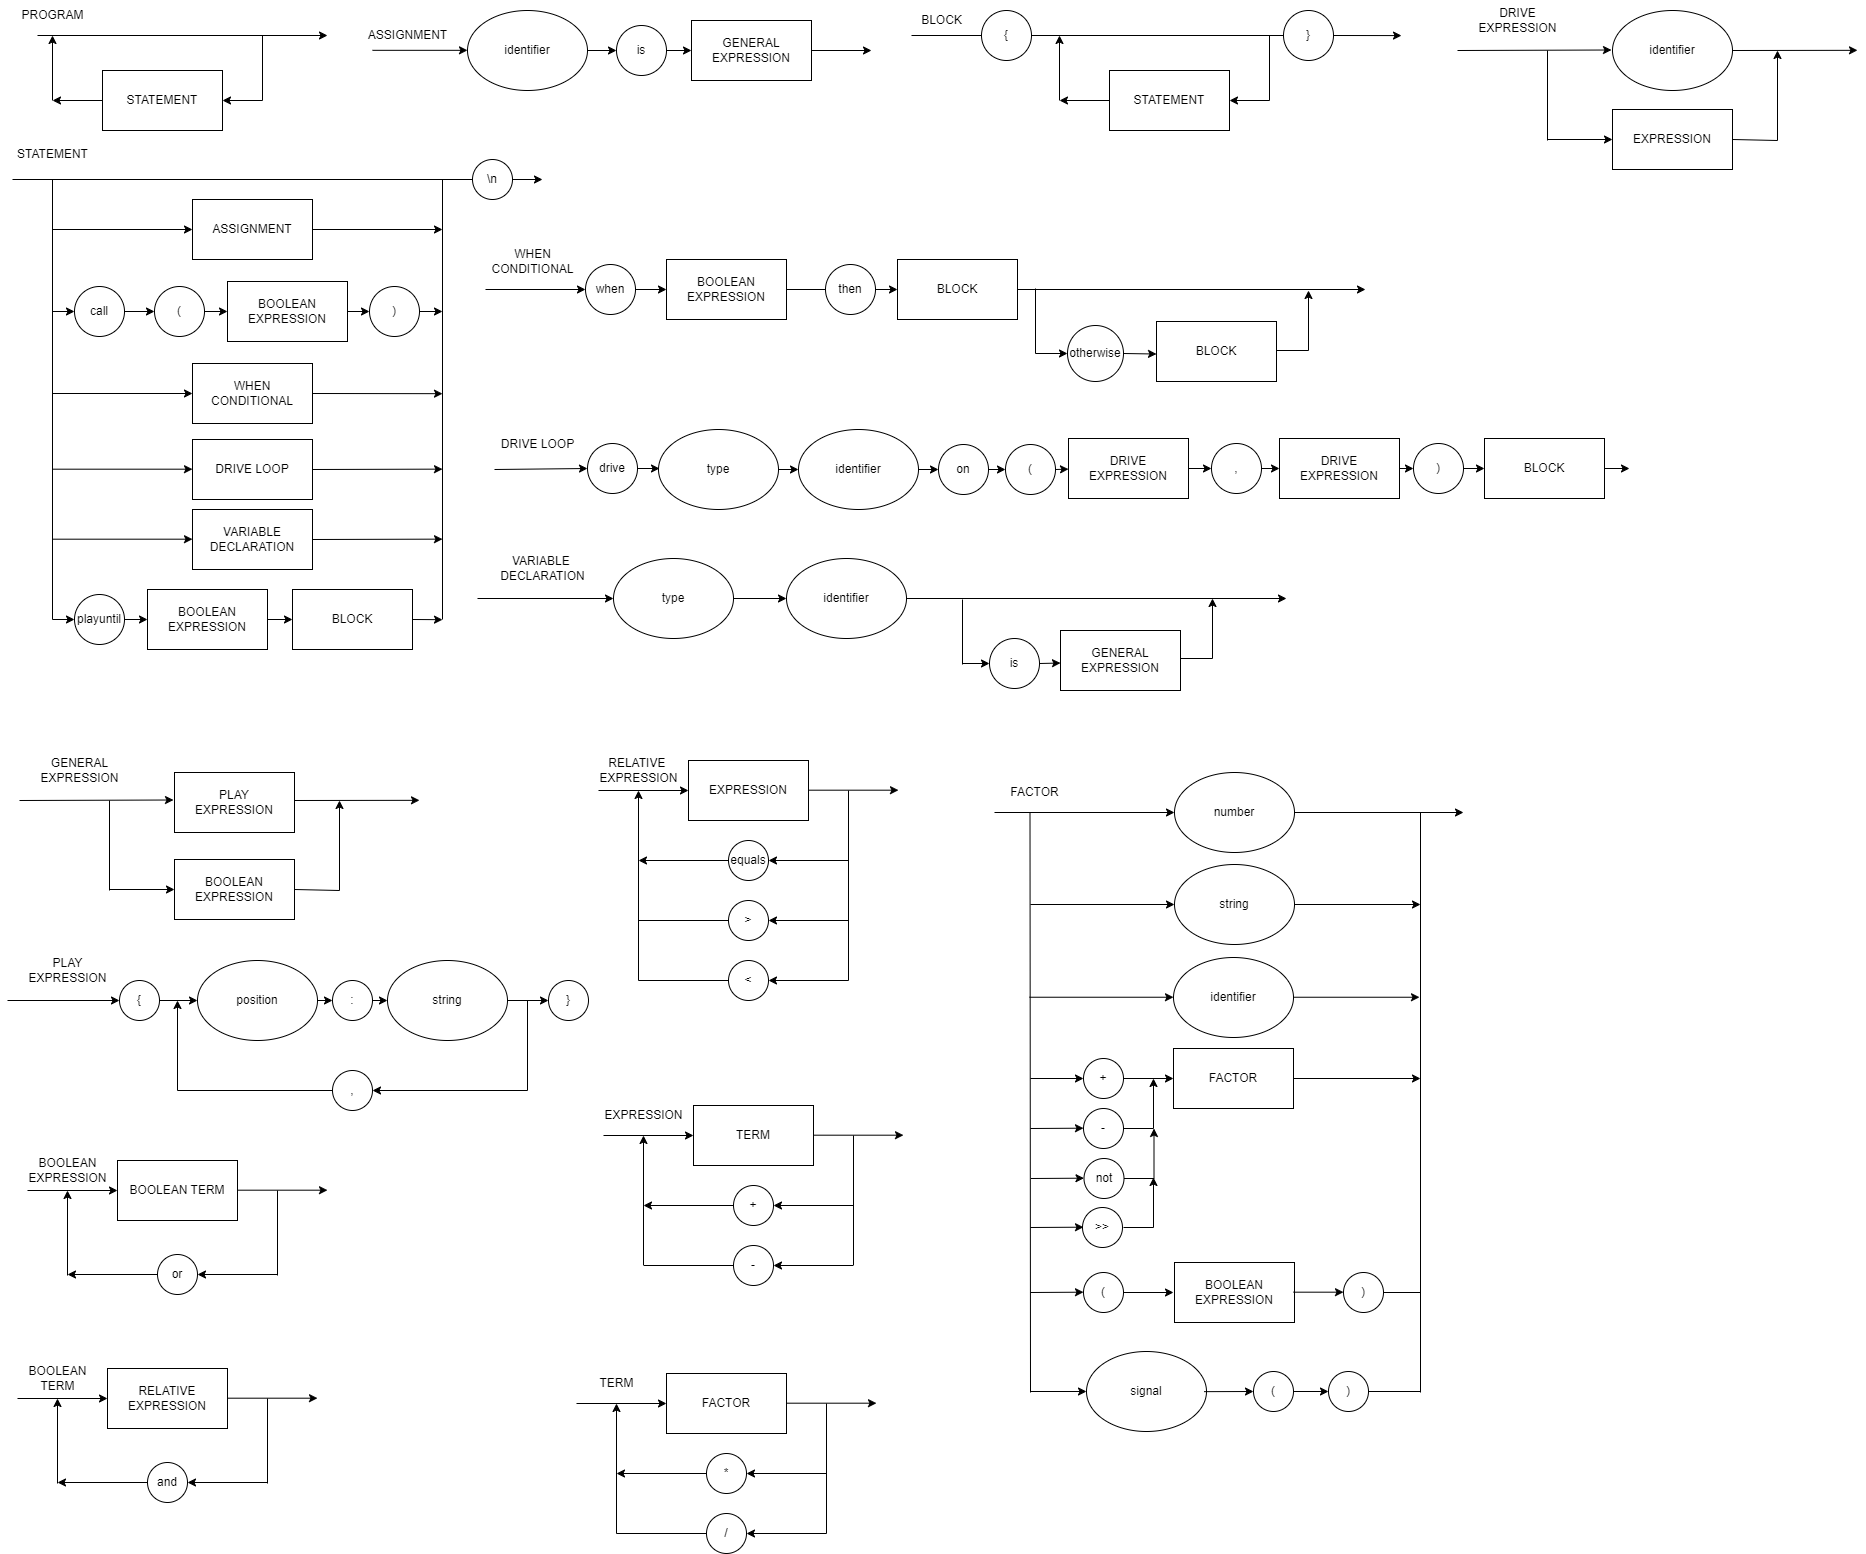 PROGRAM
STATEMENT
ASSIGNMENT
identifier
is
GENERAL
EXPRESSION
BLOCK
{
}
STATEMENT
DRIVE
EXPRESSION
identifier
EXPRESSION
STATEMENT
\n
ASSIGNMENT
call
(
BOOLEAN
EXPRESSION
)
WHEN
CONDITIONAL
DRIVE LOOP
VARIABLE
DECLARATION
playuntil
BOOLEAN
EXPRESSION
BLOCK
WHEN
CONDITIONAL
when
BOOLEAN
EXPRESSION
then
BLOCK
otherwise
BLOCK
DRIVE LOOP
drive
type
identifier
on
(
DRIVE
EXPRESSION
,
DRIVE
EXPRESSION
)
BLOCK
VARIABLE
DECLARATION
type
identifier
is
GENERAL
EXPRESSION
GENERAL
EXPRESSION
PLAY
EXPRESSION
BOOLEAN
EXPRESSION
PLAY
EXPRESSION
{
position
:
string
}
,
BOOLEAN
EXPRESSION
BOOLEAN TERM
or
BOOLEAN
TERM
RELATIVE
EXPRESSION
and
RELATIVE
EXPRESSION
EXPRESSION
equals
>
<
EXPRESSION
TERM
+
-
TERM
FACTOR
*
/
FACTOR
number
string
identifier
+
FACTOR
-
not
>>
(
BOOLEAN
EXPRESSION
)
signal
(
)